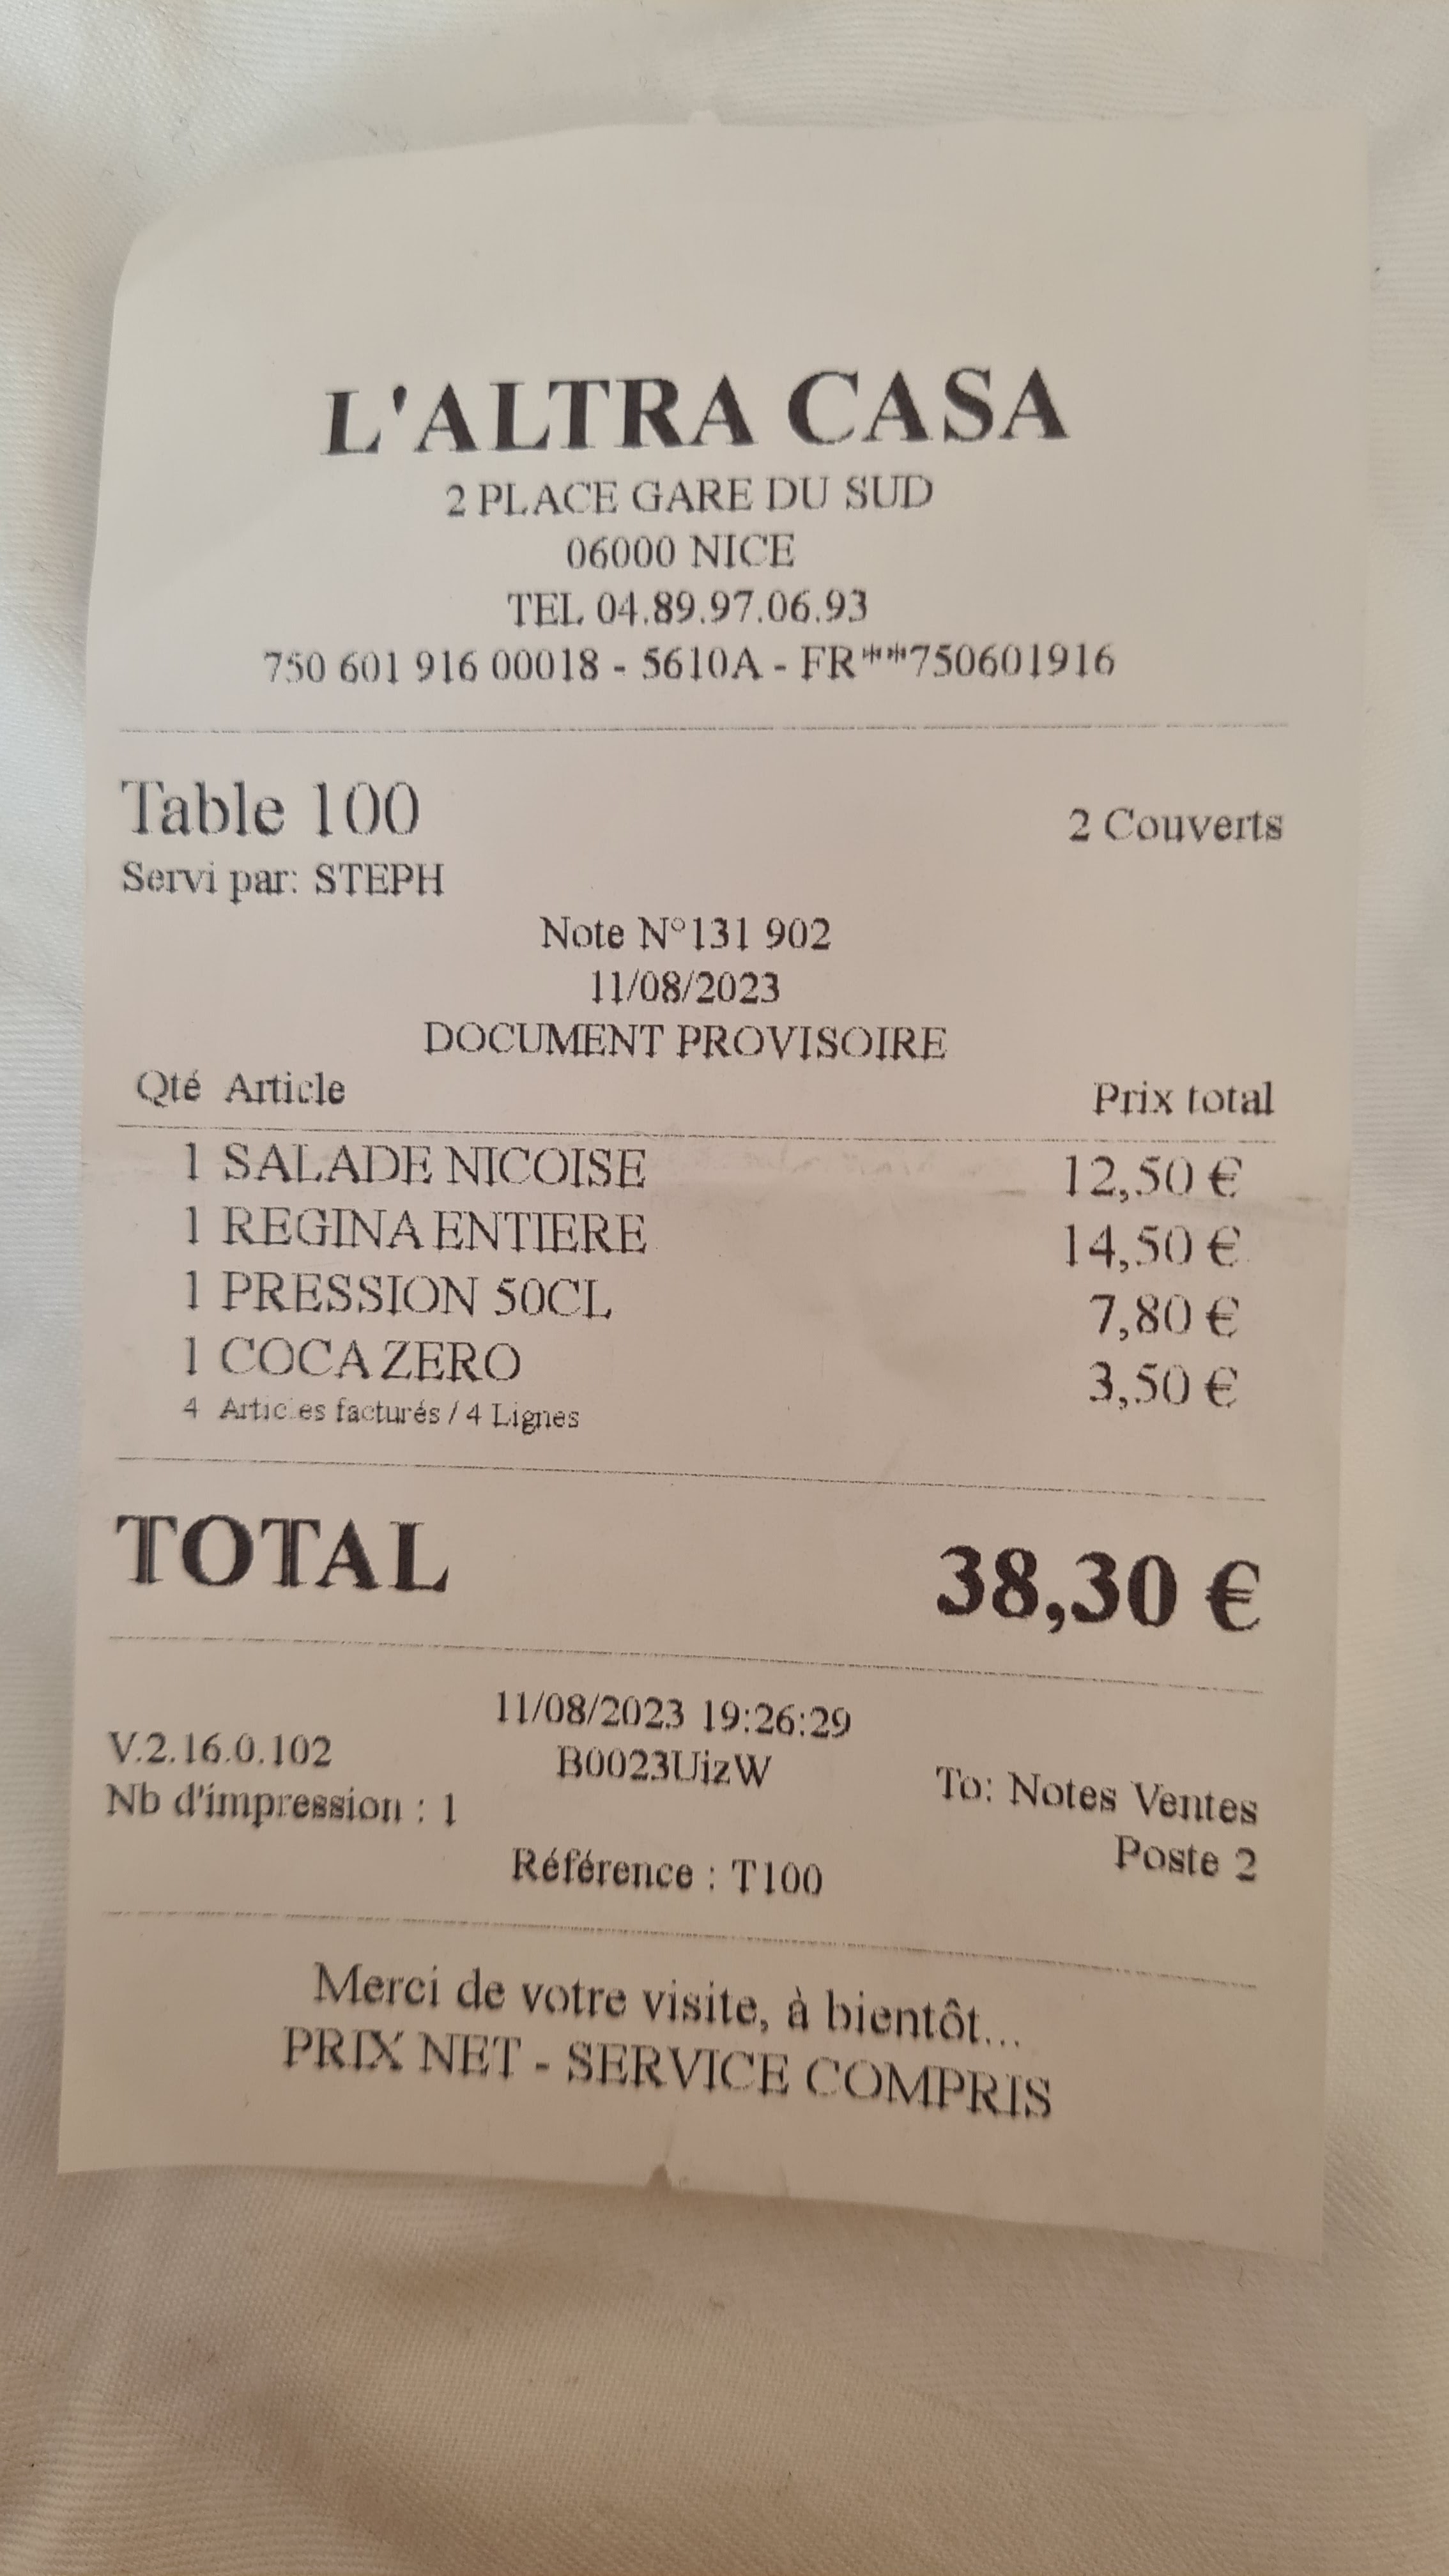 L'ALTRA CASA
2 PLACE GARE DU SUD
06000 NICE
TEL 04.89.97.06.93
750 601 916 00018 - 5610A - FR**750601916
Table 100 2 Couverts
Servi par: STEPH
Note N°131 902
11/08/2023
DOCUMENT PROVISOIRE
Qté Article Prix total
1 SALADE NICOISE 12,50 €
1 REGINA ENTIERE 14,50 €
1 PRESSION 50CL 7,80 €
1 COCA ZERO 3,50 €
4 Articles facturés / 4 Lignes
TOTAL 38,30 €
11/08/2023 19:26:29
V.2.16.0.102 B0023UizW To: Notes Ventes
Nb d'impression : 1 Poste 2
Référence : T100
Merci de votre visite, à bientôt...
PRIX NET - SERVICE COMPRIS